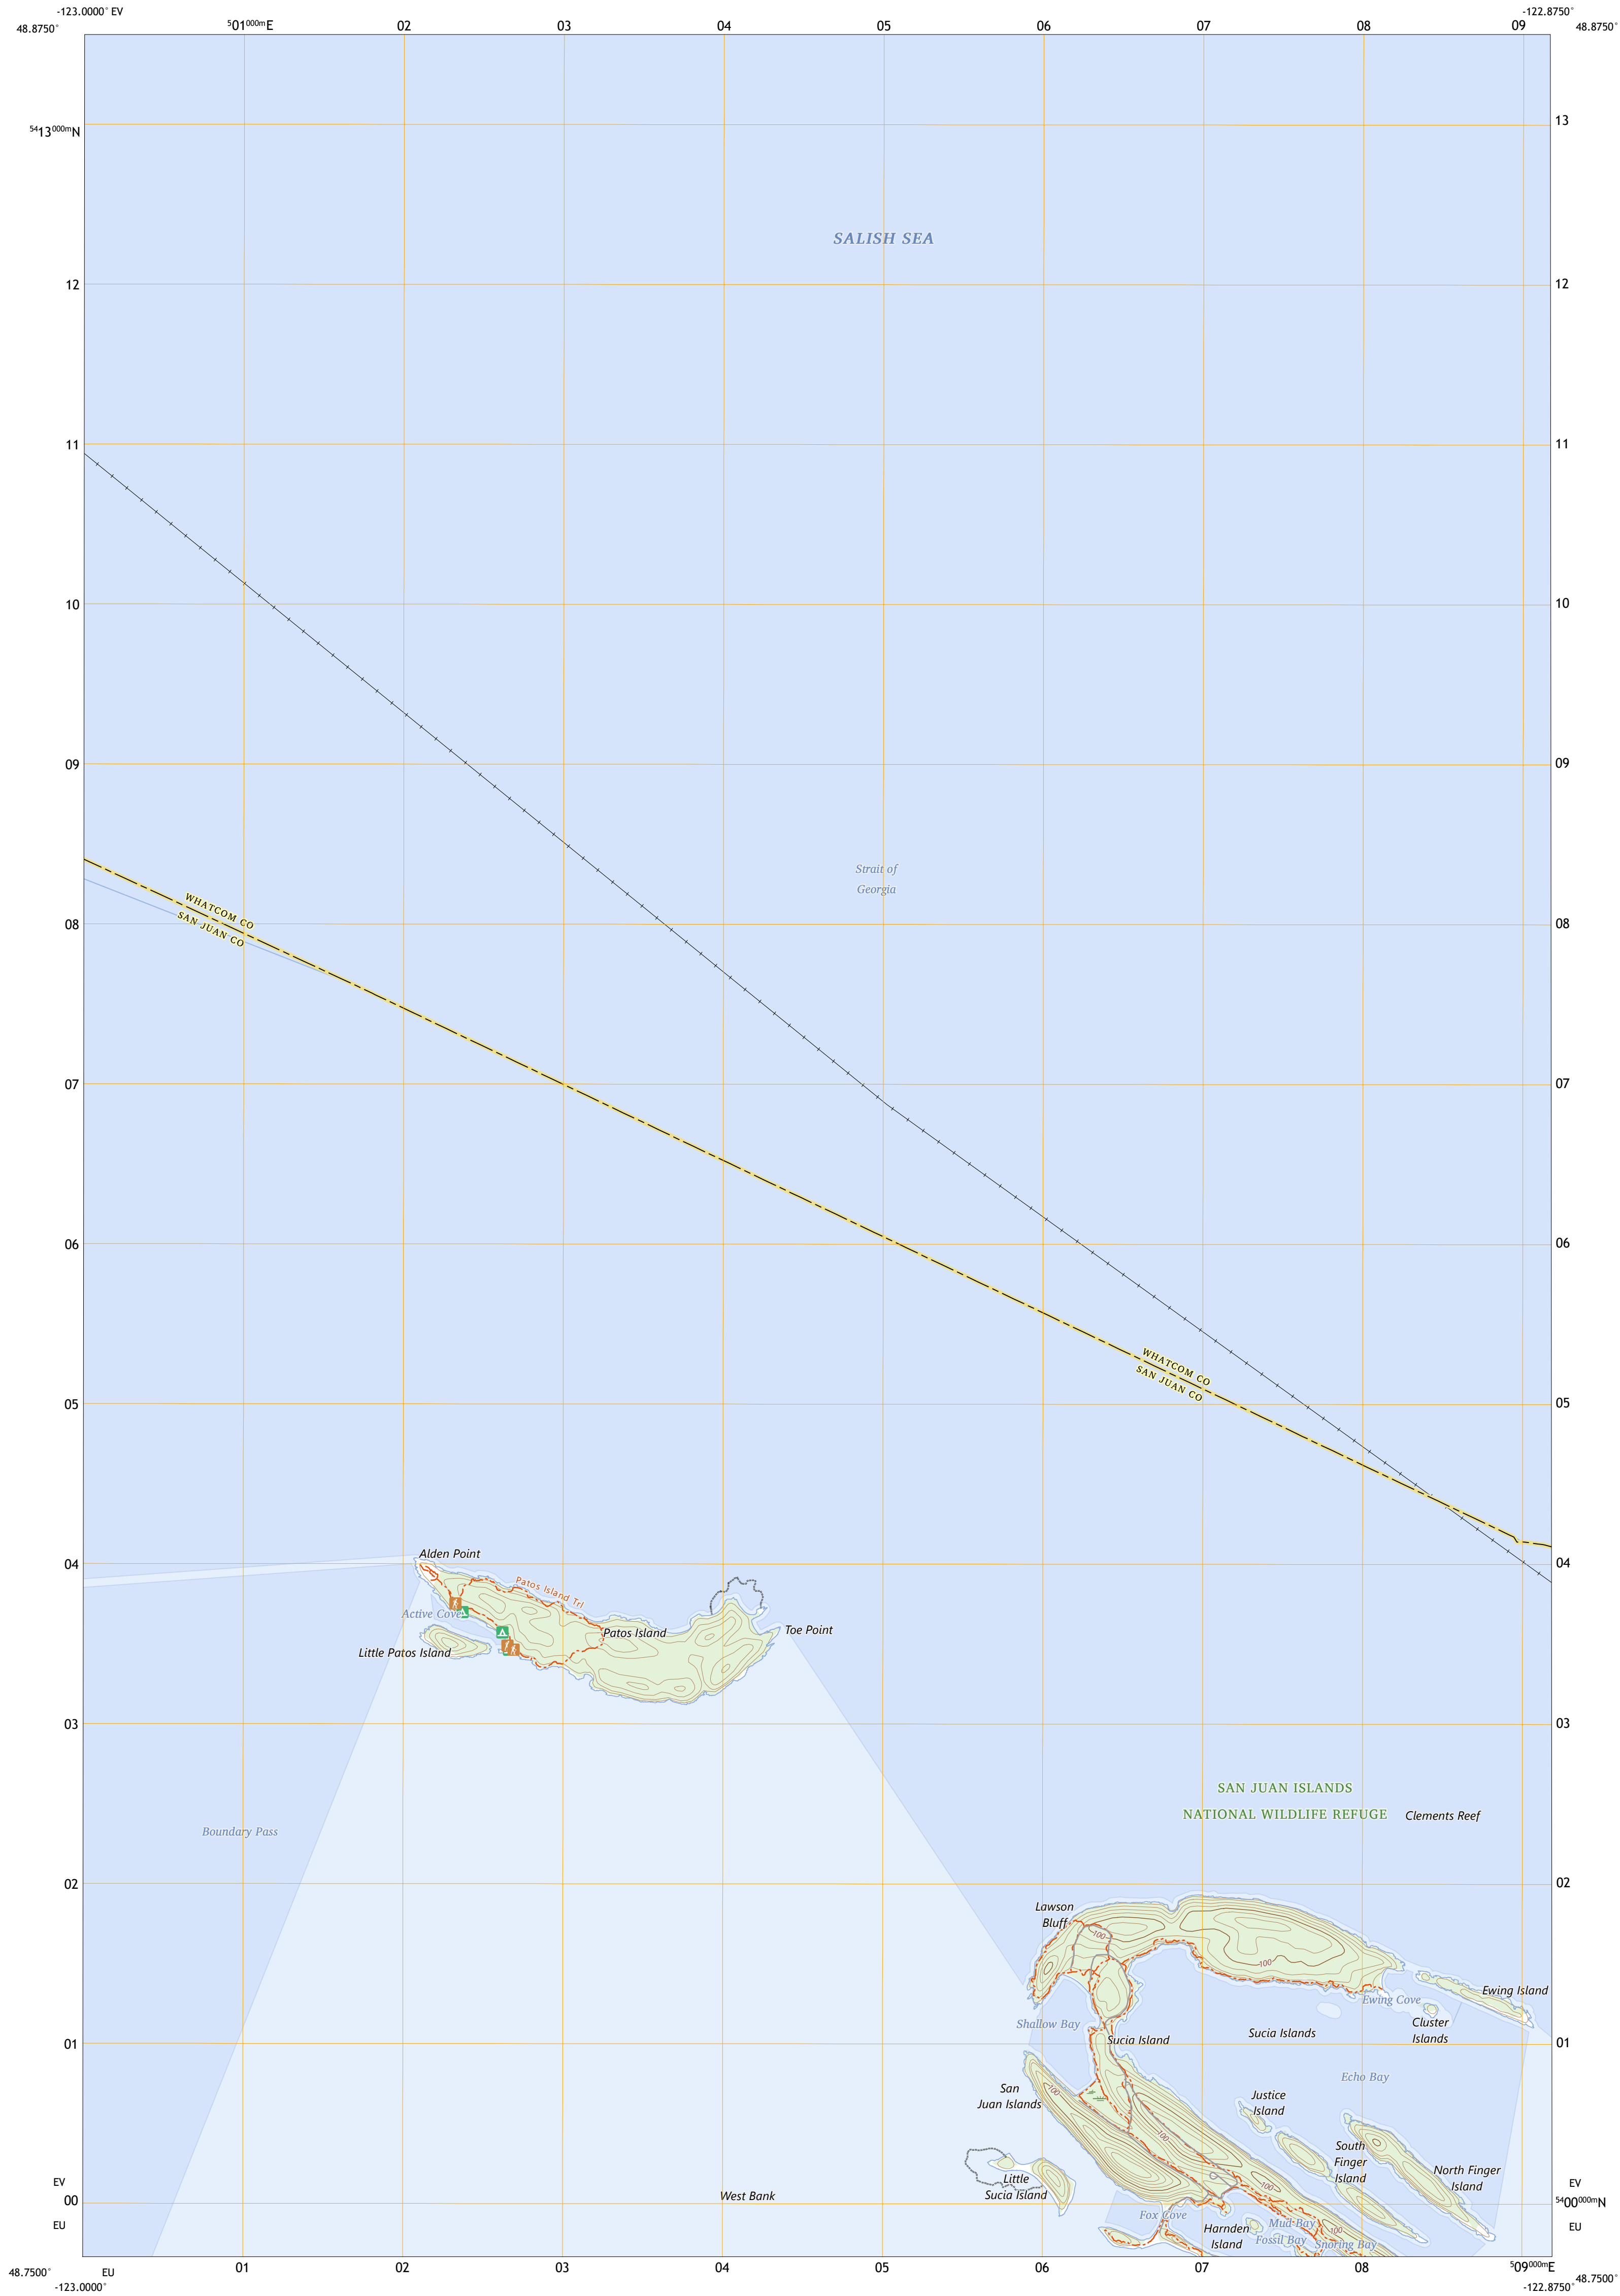 -123.0000° EV
-122.8750°
48.8750°
501000mE
02
03
04
05
06
07
08
09
48.8750°
5413000mN
13
SALISH SEA
12
12
11
11
10
10
09
09
Strait of
Georgia
WHATCOM CO
SAN JUAN CO
08
08
07
07
06
06
WHATCOM CO
SAN JUAN CO
05
05
Alden Point
04
04
Patos Island Trl
Active Cove
Patos Island
Toe Point
Little Patos Island
03
03
SAN JUAN ISLANDS
NATIONAL WILDLIFE REFUGE
Clements Reef
Boundary Pass
02
02
Lawson
Bluff
100
100
Ewing Island
Ewing Cove
Shallow Bay
Cluster
Islands
Sucia Island
Sucia Islands
01
01
Echo Bay
San
Juan Islands
100
Justice
Island
100
South
Finger
Island
North Finger
Island
Little
Sucia Island
100
West Bank
EV
00
EU
EV
5400000mN
EU
Fox Cove
Harnden
Island
Mud Bay
Fossil Bay
100
Snoring Bay
48.7500°
EU
01
02
03
04
05
06
07
08
509000mE
48.7500°
-123.0000°
-122.8750°